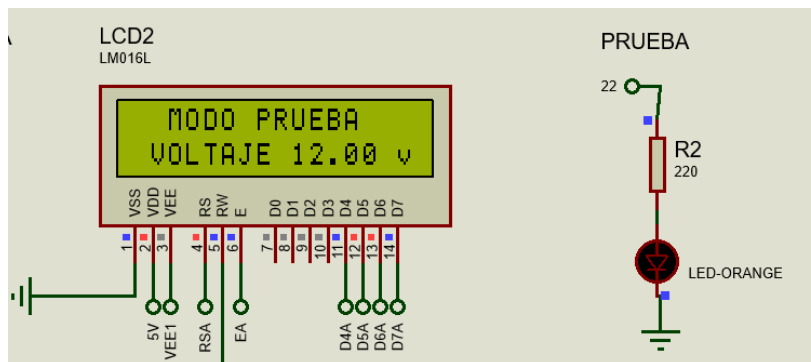 LCD2
LM016L
MODO PRUEBA
VOLTAJE 12.00 v
VSS VDD VEE RS RW E D0 D1 D2 D3 D4 D5 D6 D7
1 2 3 4 5 6 7 8 9 10 11 12 13 14
5V VEE1 RSA EA D4A D5A D6A D7A
PRUEBA
22
R2
220
LED-ORANGE